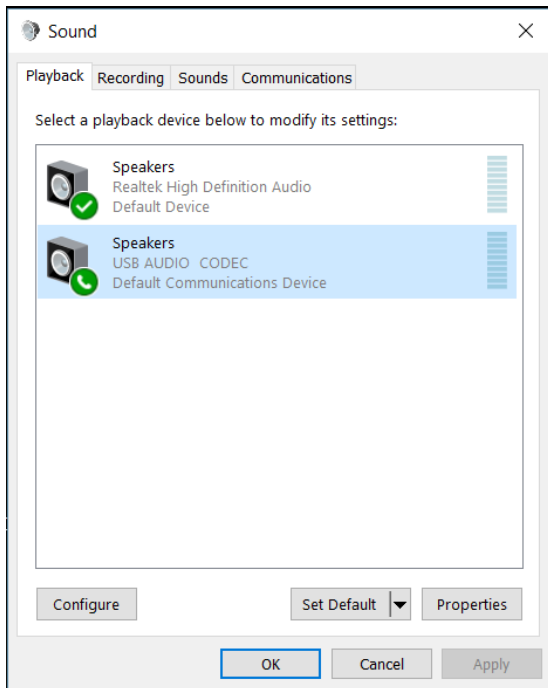 Sound
Playback Recording Sounds Communications
Select a playback device below to modify its settings:
Speakers
Realtek High Definition Audio
Default Device
Speakers
USB AUDIO  CODEC
Default Communications Device
Configure Set Default Properties
OK Cancel Apply